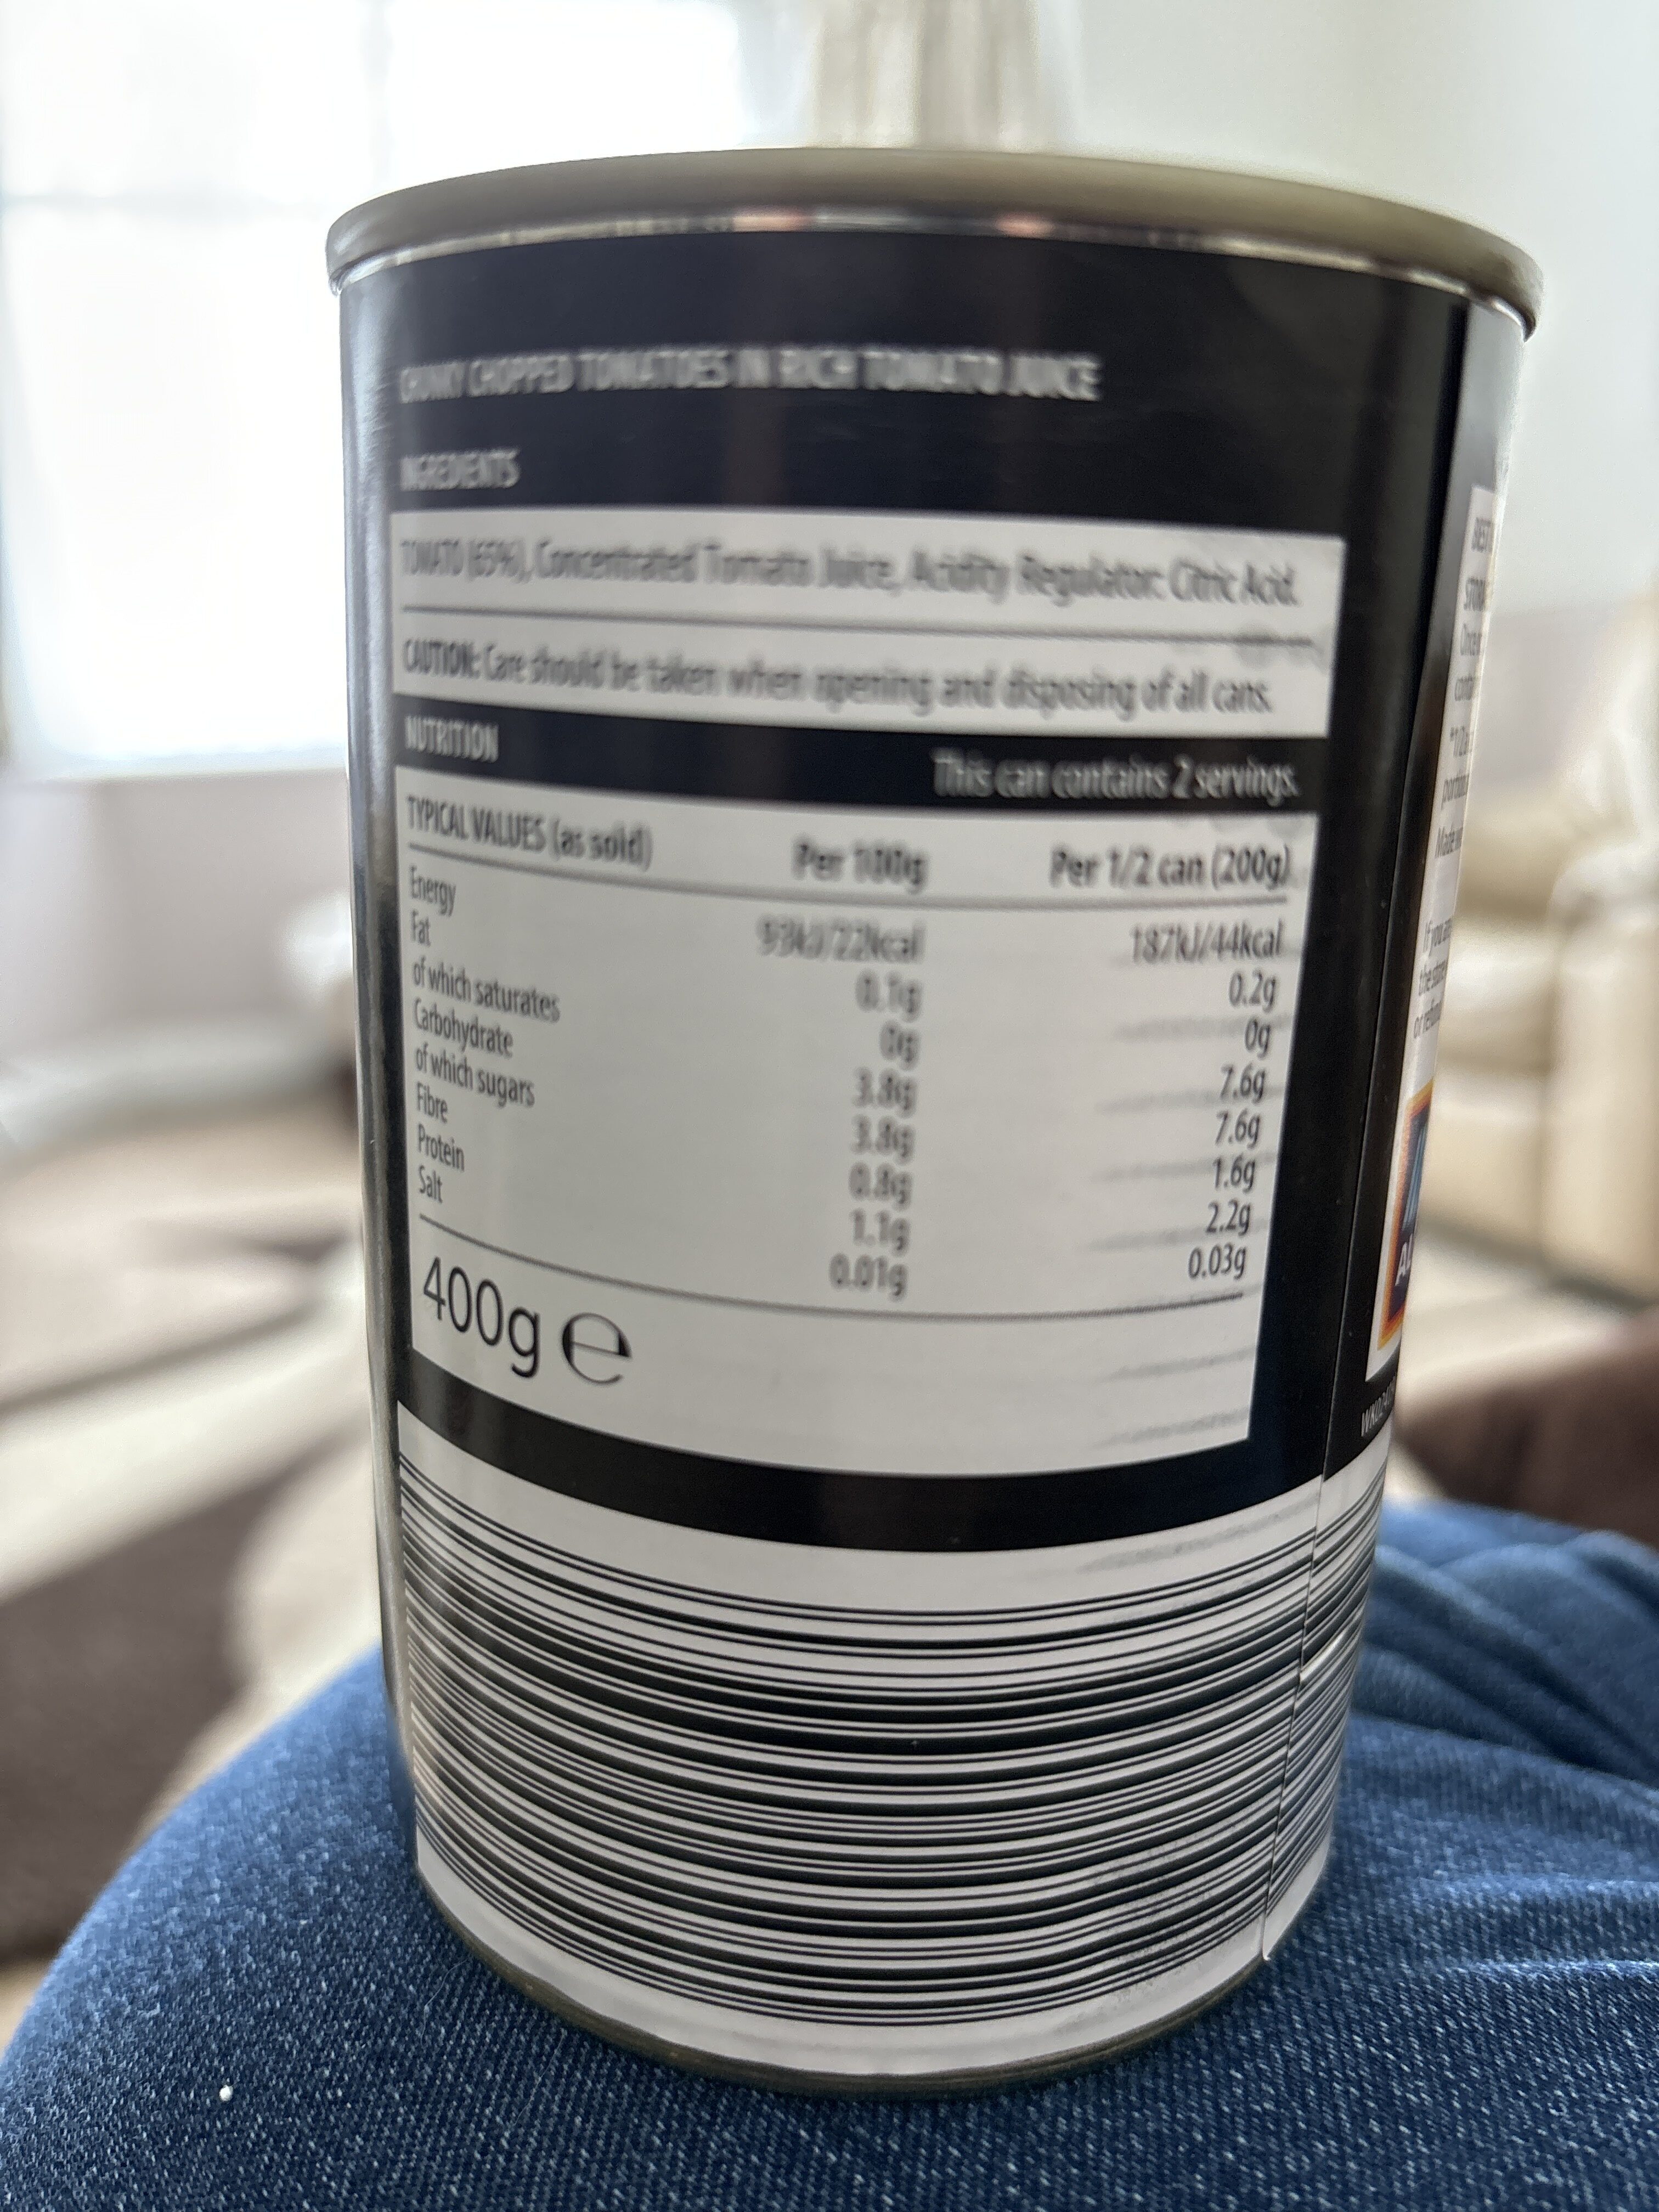 CHUNKY CHOPPED TOMATOES IN RICH TOMATO JUICE
INGREDIENTS
TOMATO (65%), Concentrated Tomato Juice, Acidity Regulator: Citric Acid.
CAUTION: Care should be taken when opening and disposing of all cans.
NUTRITION This can contains 2 servings.
TYPICAL VALUES (as sold) Per 100g Per 1/2 can (200g)
Energy 93kJ/22kcal 187kJ/44kcal
Fat 0.1g 0.2g
of which saturates 0g 0g
Carbohydrate 3.8g 7.6g
of which sugars 3.8g 7.6g
Fibre 0.8g 1.6g
Protein 1.1g 2.2g
Salt 0.01g 0.03g
400g ℮